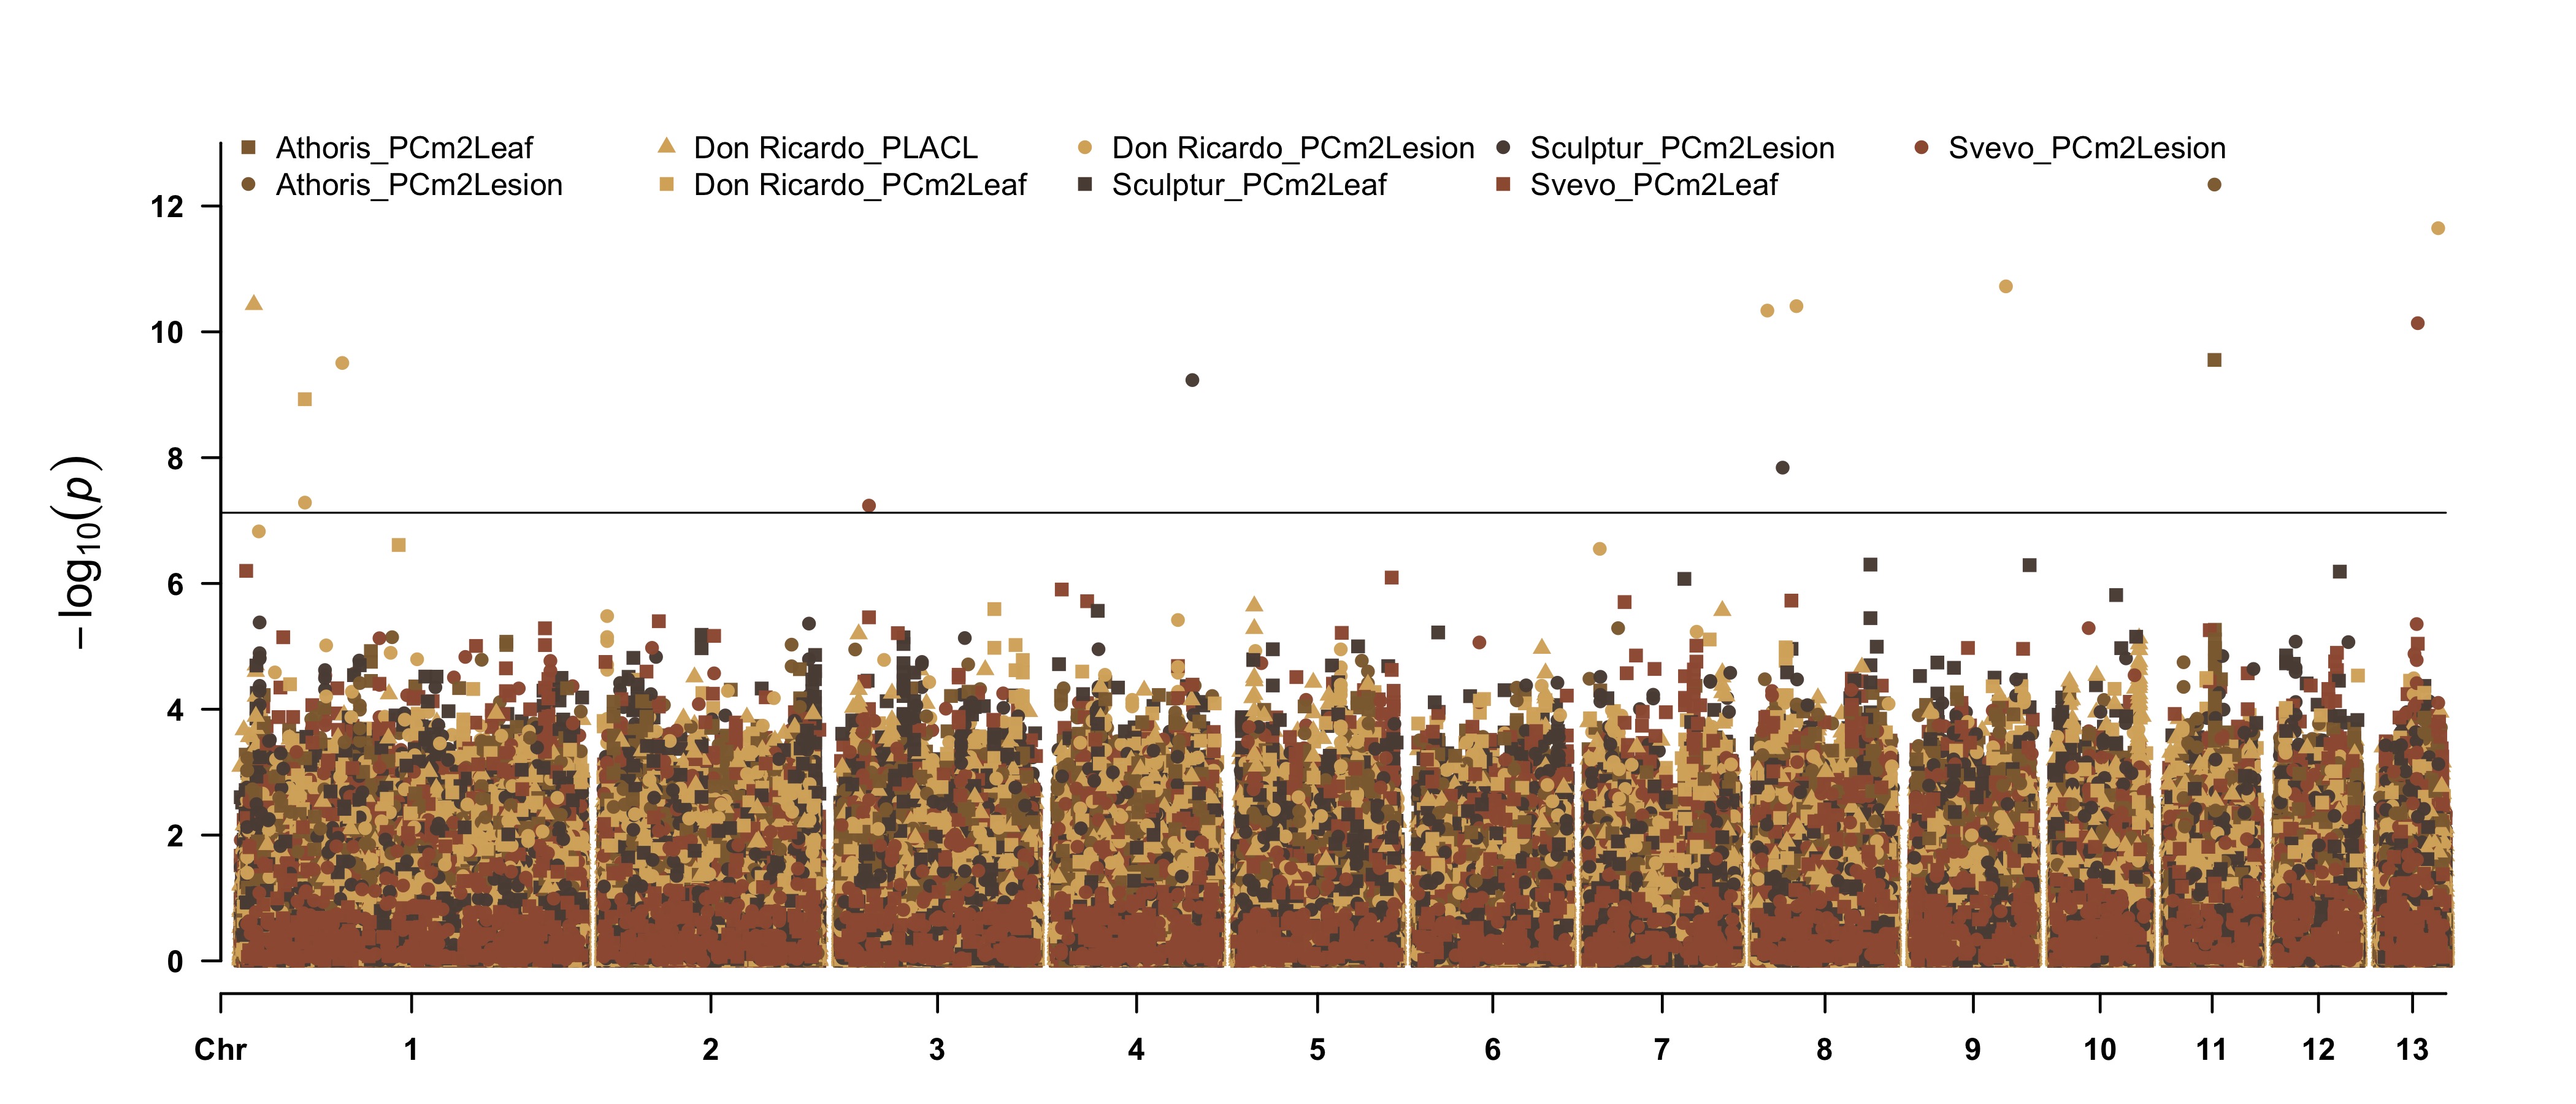 Athoris_PCm2Leaf Don Ricardo_PLACL Don Ricardo_PCm2Lesion Sculptur_PCm2Lesion Svevo_PCm2Lesion
Athoris_PCm2Lesion Don Ricardo_PCm2Leaf Sculptur_PCm2Leaf Svevo_PCm2Leaf
12
10
8
6
4
2
0
−log10(p)
Chr 1 2 3 4 5 6 7 8 9 10 11 12 13